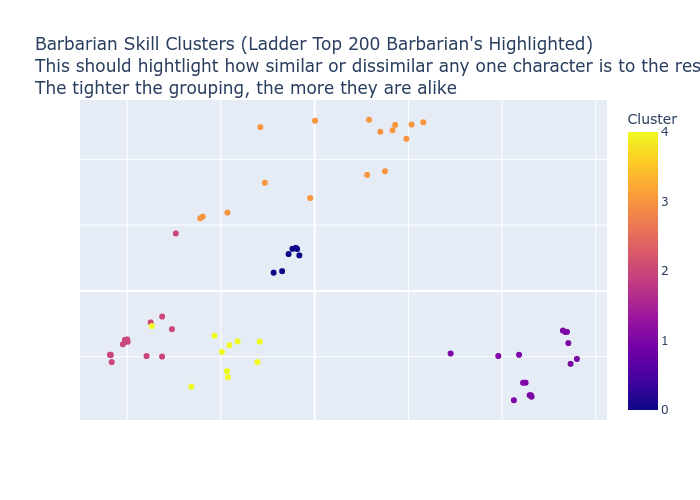 Barbarian Skill Clusters (Ladder Top 200 Barbarian's Highlighted)
This should hightlight how similar or dissimilar any one character is to the res
The tighter the grouping, the more they are alike
Cluster
4
3
2
1
0